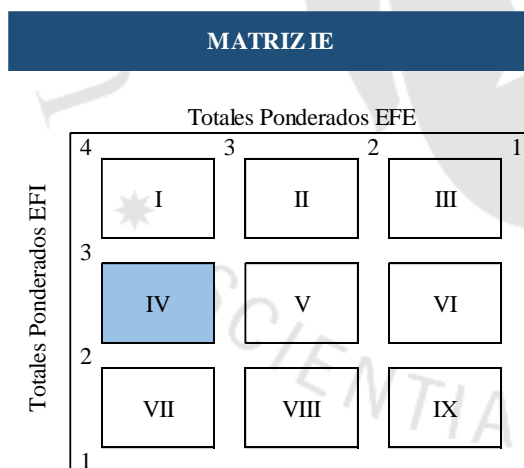 MATRIZ IE
Totales Ponderados EFE
4 3 2 1
Totales Ponderados EFI
I II III
3
IV V VI
2
VII VIII IX
1
SCIENTIA